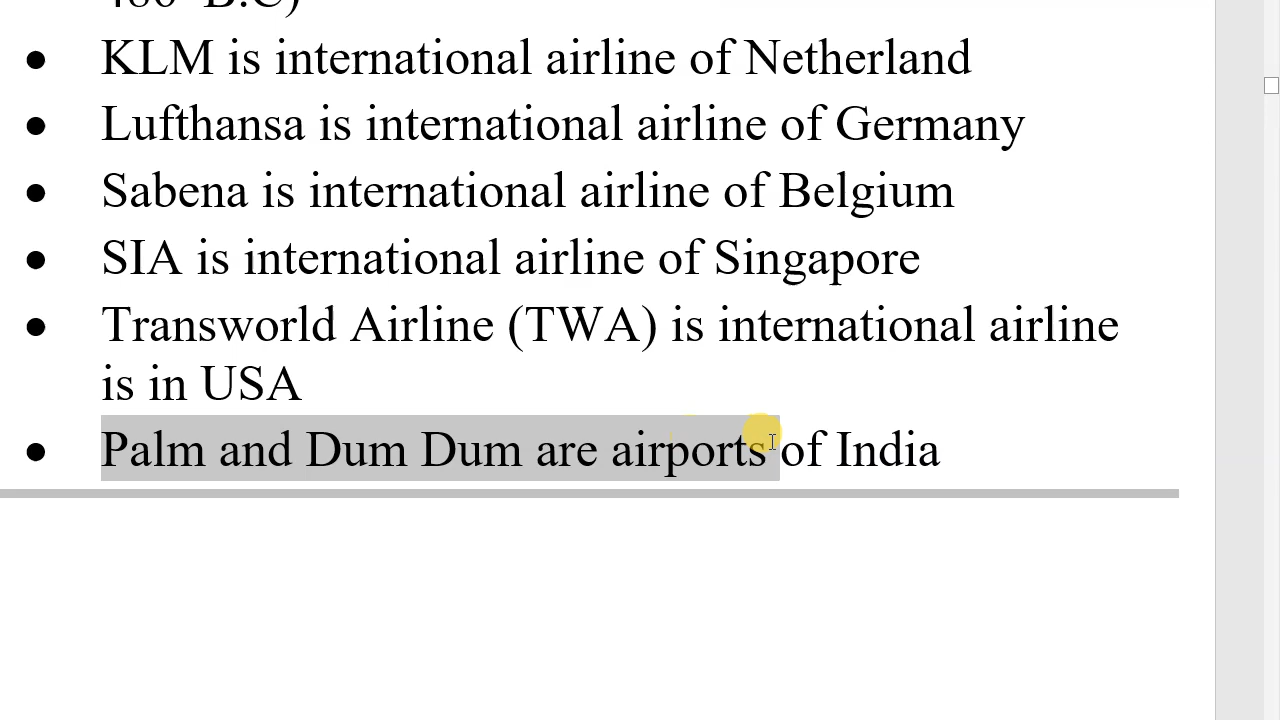 480 B.C)
• KLM is international airline of Netherland
• Lufthansa is international airline of Germany
• Sabena is international airline of Belgium
• SIA is international airline of Singapore
• Transworld Airline (TWA) is international airline
is in USA
• Palm and Dum Dum are airports of India